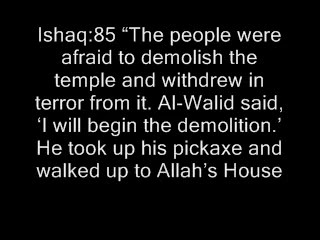 Ishaq:85 “The people were
afraid to demolish the
temple and withdrew in
terror from it. Al-Walid said,
‘I will begin the demolition.’
He took up his pickaxe and
walked up to Allah’s House